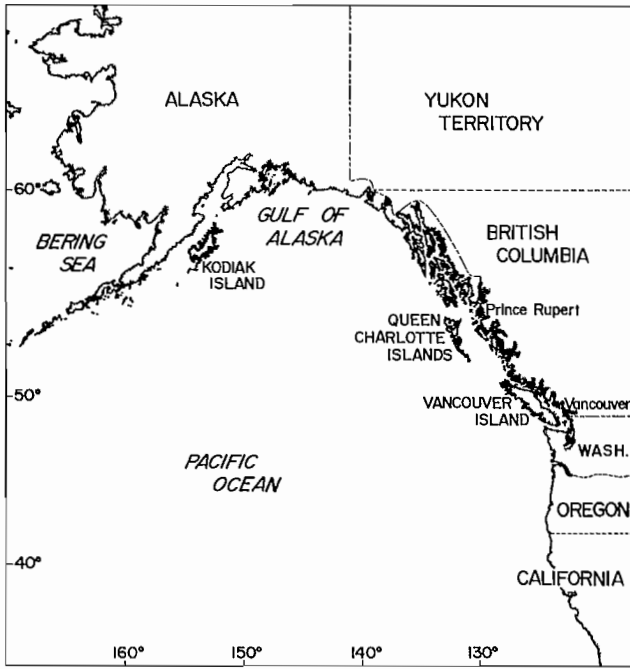 ALASKA
YUKON
TERRITORY
60°
GULF OF
ALASKA
BERING
SEA
KODIAK
ISLAND
BRITISH
COLUMBIA
Prince Rupert
QUEEN
CHARLOTTE
ISLANDS
50°
VANCOUVER
ISLAND
Vancouver
WASH.
PACIFIC
OCEAN
OREGON
40°
CALIFORNIA
160°
150°
140°
130°